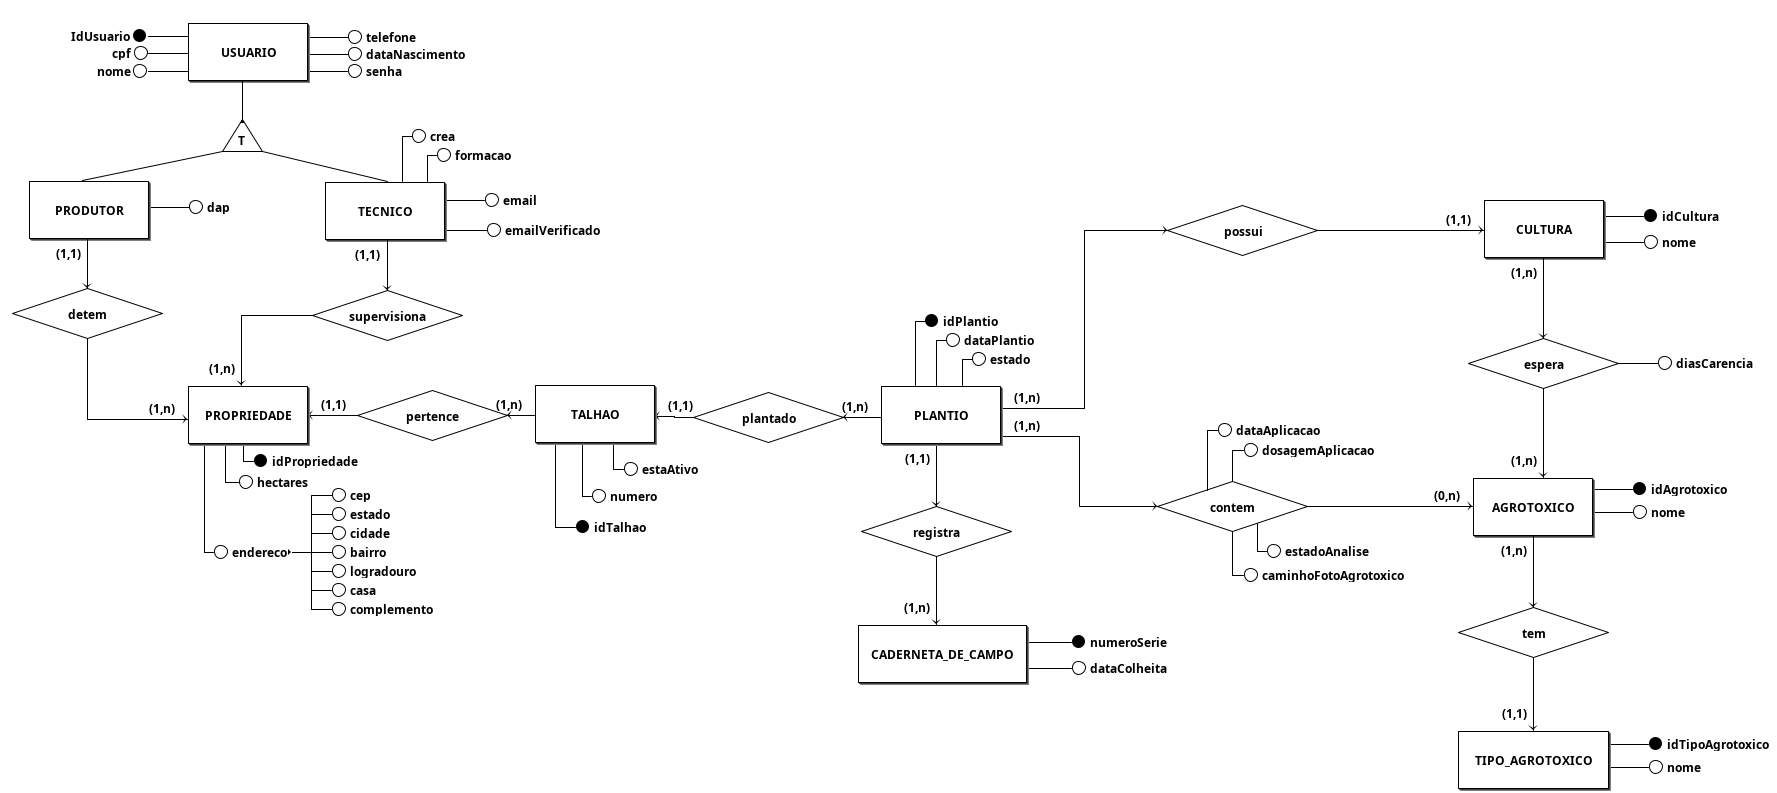 IdUsuario
cpf
nome
USUARIO
telefone
dataNascimento
senha
T
crea
formacao
PRODUTOR
dap
TECNICO
email
emailVerificado
(1,1)
(1,1)
detem
supervisiona
(1,n)
(1,n)
PROPRIEDADE
(1,1)
pertence
(1,n)
TALHAO
(1,1)
plantado
(1,n)
PLANTIO
idPlantio
dataPlantio
estado
(1,n)
(1,n)
possui
(1,1)
CULTURA
idCultura
nome
(1,n)
espera
diasCarencia
(1,n)
idPropriedade
hectares
endereco
cep
estado
cidade
bairro
logradouro
casa
complemento
estaAtivo
numero
idTalhao
(1,1)
registra
(1,n)
CADERNETA_DE_CAMPO
numeroSerie
dataColheita
dataAplicacao
dosagemAplicacao
contem
estadoAnalise
caminhoFotoAgrotoxico
(0,n)
AGROTOXICO
idAgrotoxico
nome
(1,n)
tem
(1,1)
TIPO_AGROTOXICO
idTipoAgrotoxico
nome